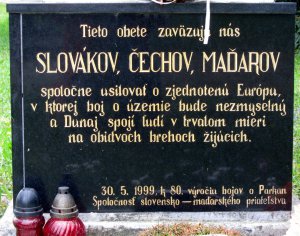 Tieto obete zaväzujú nás
SLOVÁKOV, ČECHOV, MAĎAROV
spoločne usilovať o zjednotenú Európu,
v ktorej boj o územie bude nezmyselný
a Dunaj spojí ľudí v trvalom mieri
na obidvoch brehoch žijúcich.
30. 5. 1999, k 80. výročiu bojov o Parkan
Spoločnosť slovensko-maďarského priateľstva